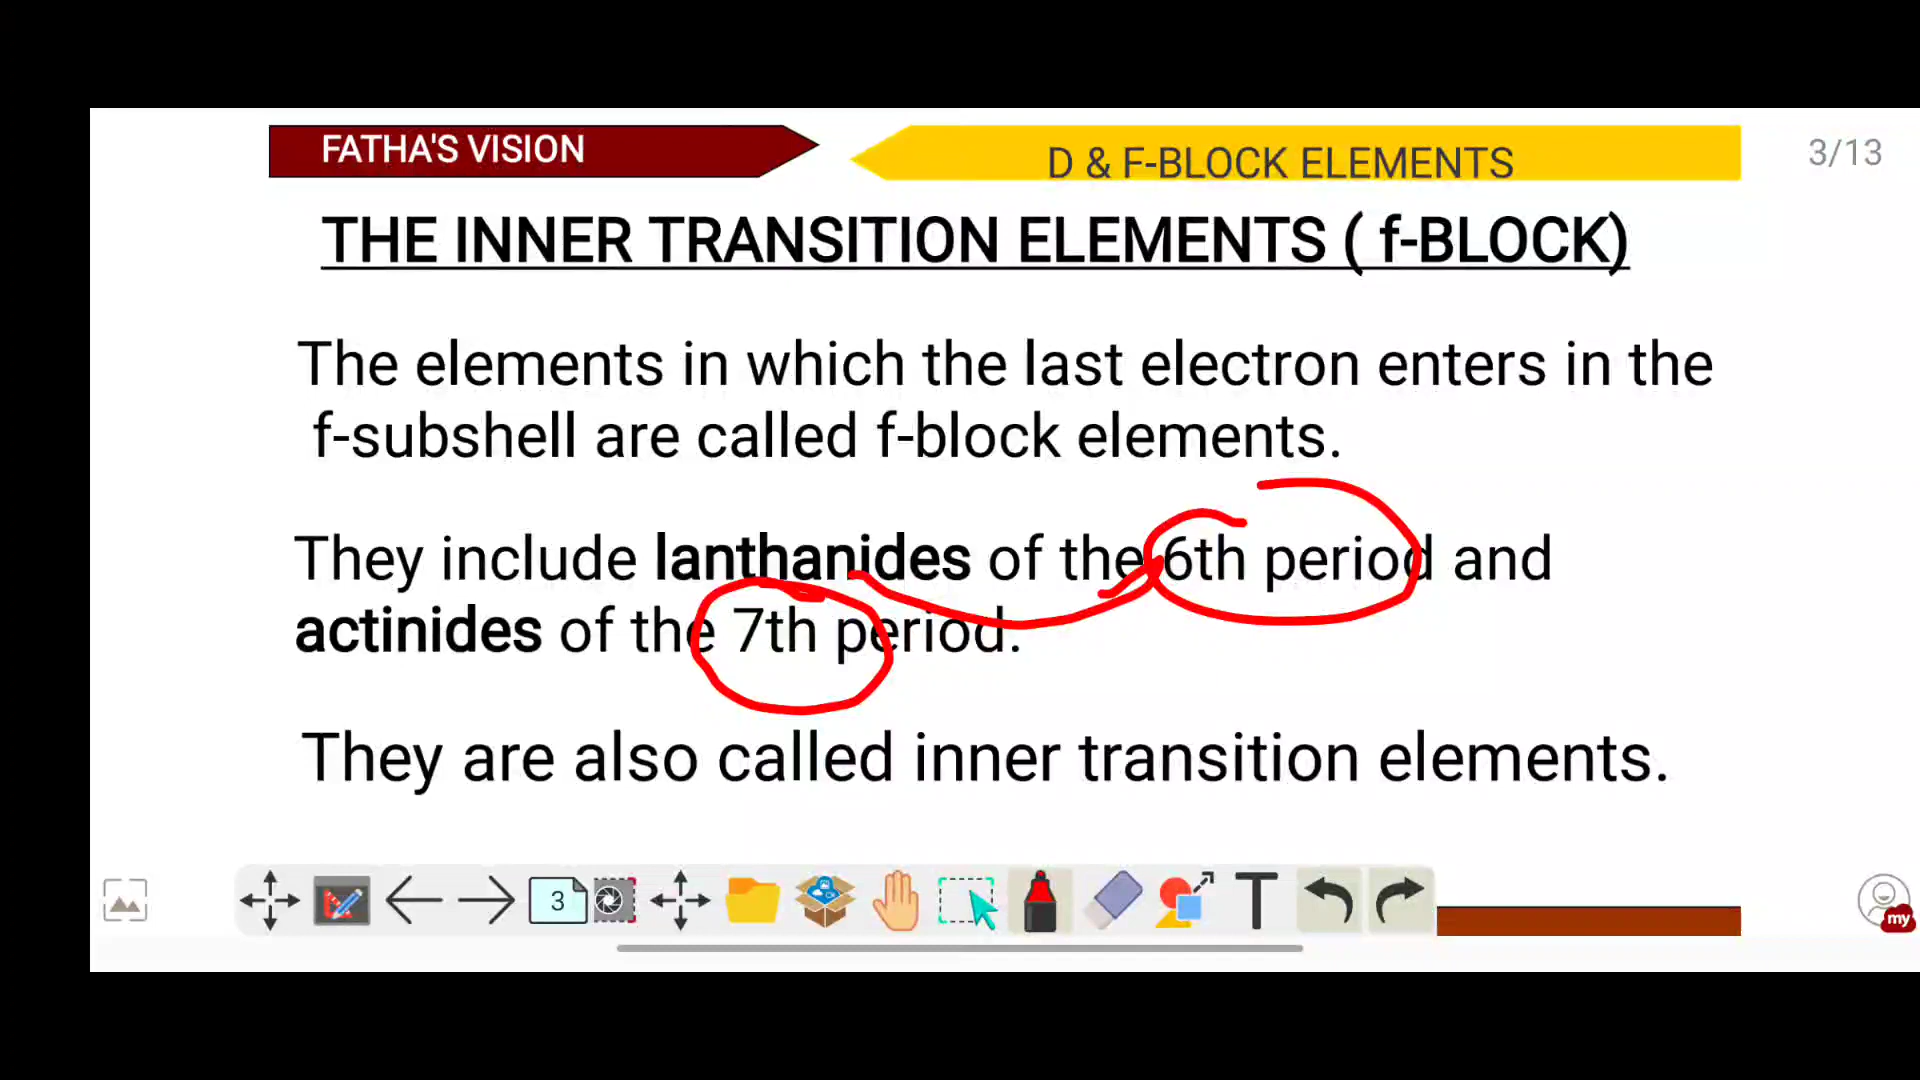 FATHA'S VISION
D & F-BLOCK ELEMENTS
3/13
THE INNER TRANSITION ELEMENTS ( f-BLOCK)
The elements in which the last electron enters in the
f-subshell are called f-block elements.
They include lanthanides of the 6th period and
actinides of the 7th period.
They are also called inner transition elements.
3
T
my